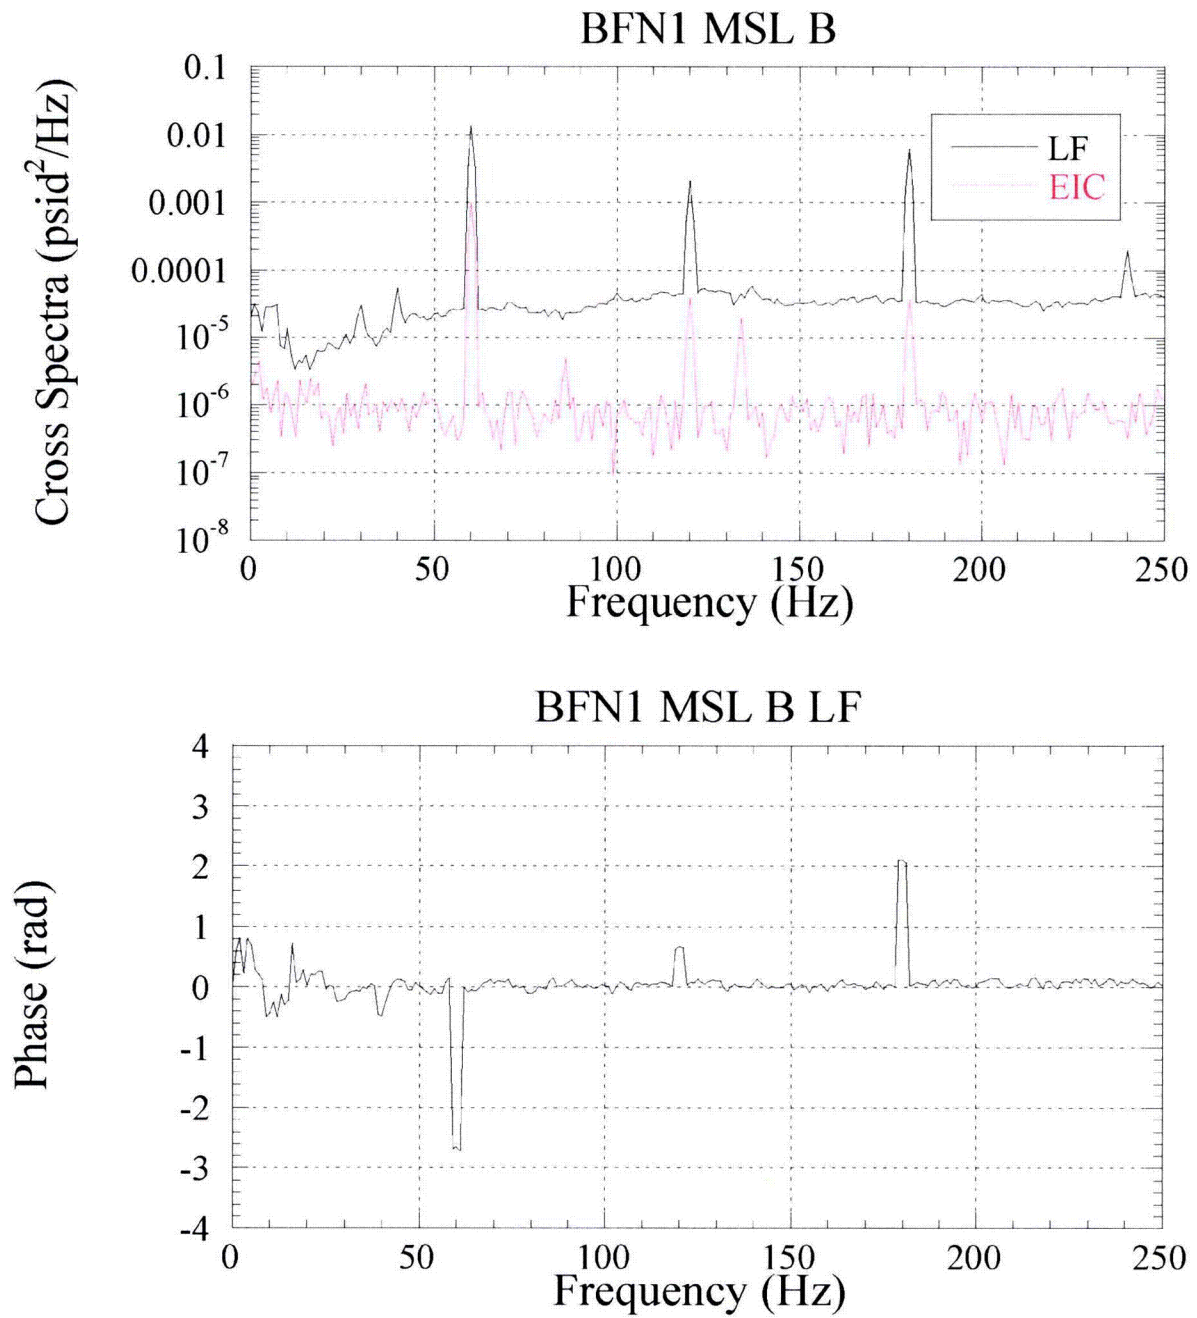 BFN1 MSL B
Cross Spectra (psid²/Hz)
0.1
0.01
0.001
0.0001
10⁻⁵
10⁻⁶
10⁻⁷
10⁻⁸
LF
EIC
0 50 100 150 200 250
Frequency (Hz)
BFN1 MSL B LF
Phase (rad)
4
3
2
1
0
-1
-2
-3
-4
0 50 100 150 200 250
Frequency (Hz)